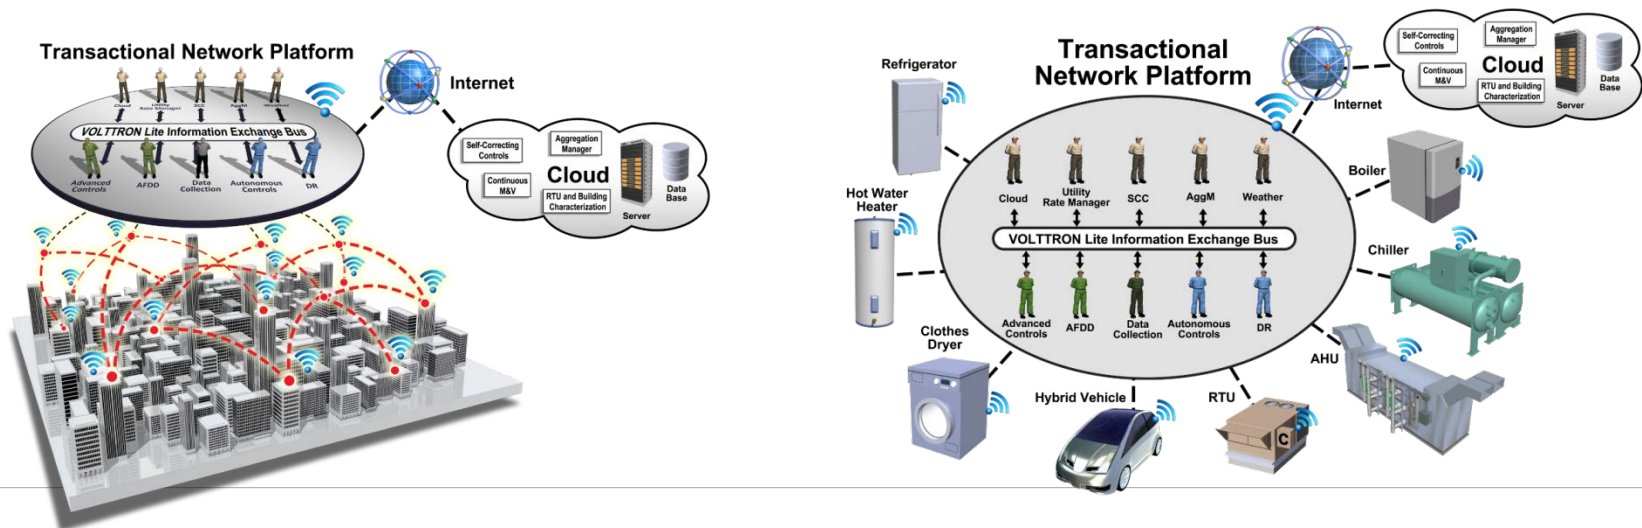 Transactional Network Platform
Cloud
Utility
Rate Manager
SCC
AggM
Weather
VOLTTRON Lite Information Exchange Bus
Advanced
Controls
AFDD
Data
Collection
Autonomous
Controls
DR
Internet
Self-Correcting
Controls
Aggregation
Manager
Continuous
M&V
Cloud
RTU and Building
Characterization
Server
Data
Base
Transactional
Network Platform
Refrigerator
Hot Water
Heater
Clothes
Dryer
Hybrid Vehicle
RTU
C
AHU
Chiller
Boiler
Internet
Cloud
Utility
Rate Manager
SCC
AggM
Weather
VOLTTRON Lite Information Exchange Bus
Advanced
Controls
AFDD
Data
Collection
Autonomous
Controls
DR
Self-Correcting
Controls
Aggregation
Manager
Continuous
M&V
Cloud
RTU and Building
Characterization
Server
Data
Base